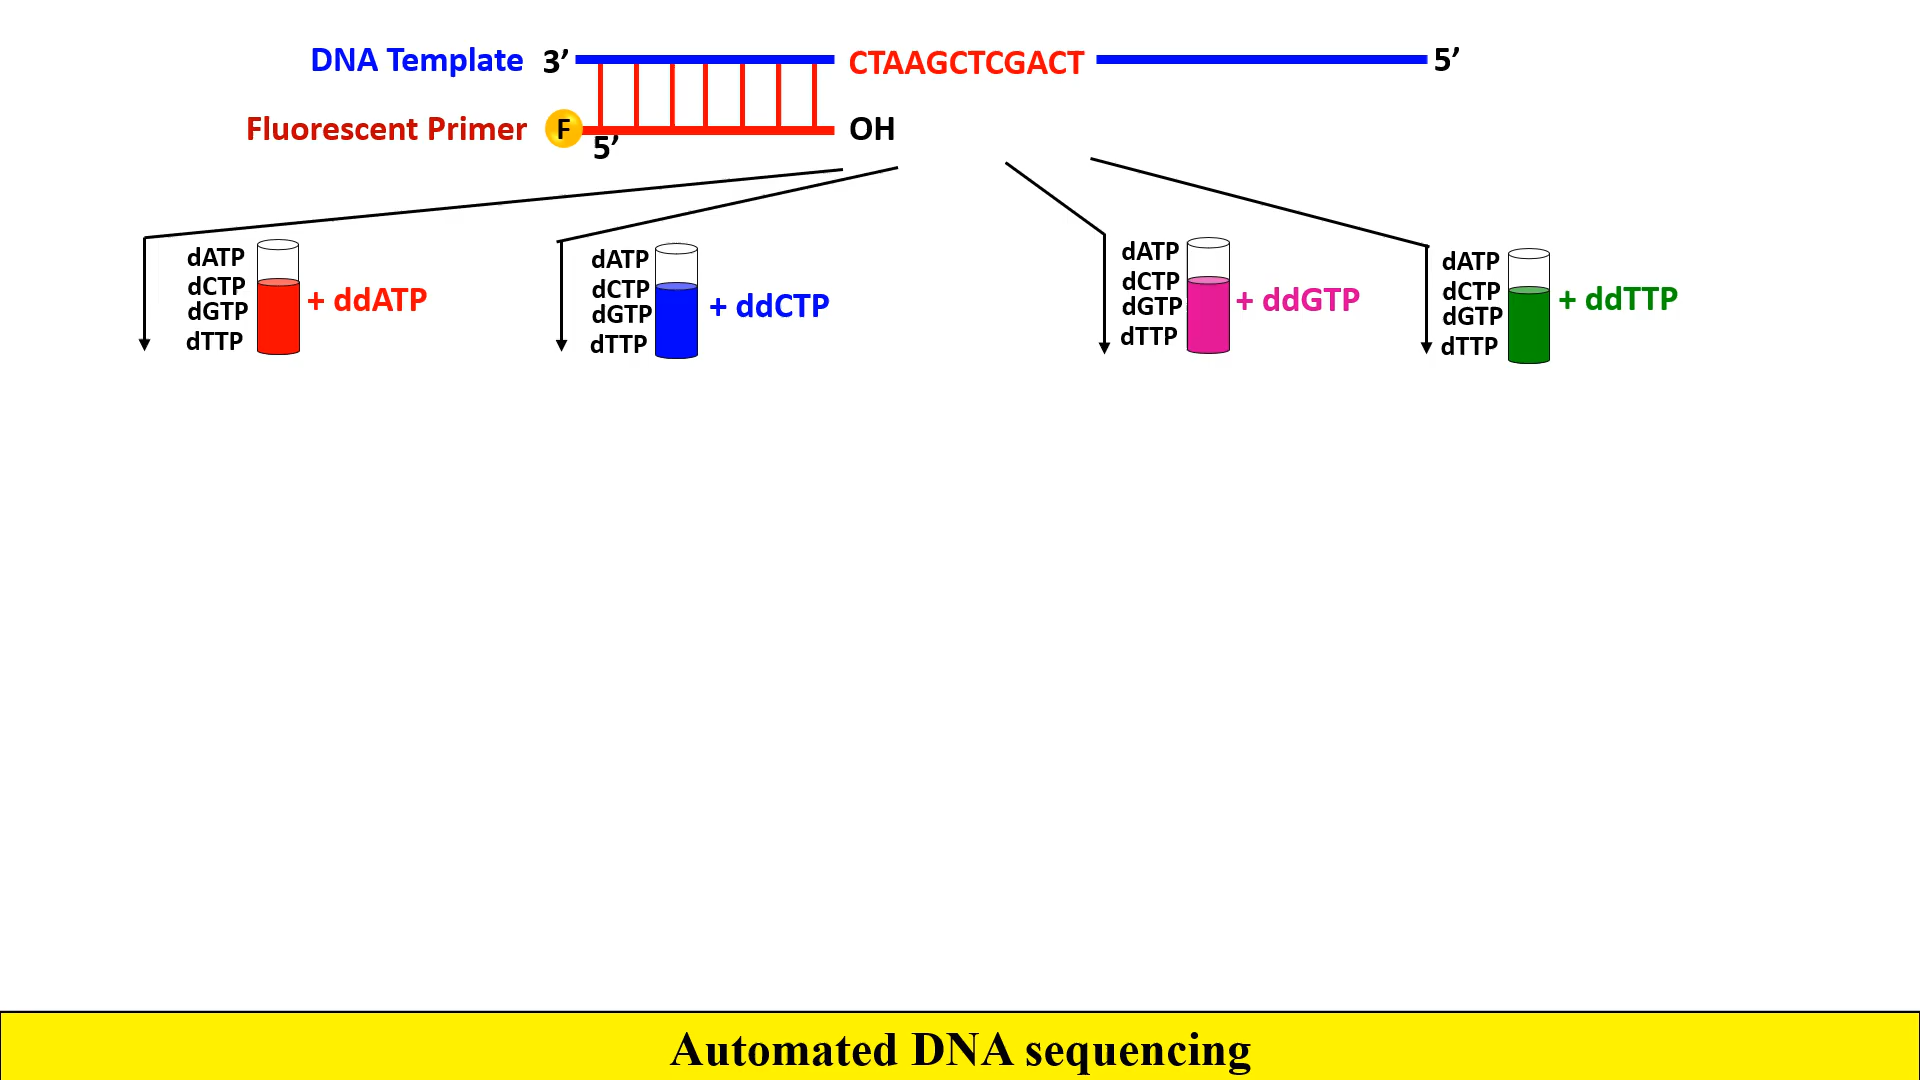 DNA Template 3’ CTAAGCTCGACT 5’
Fluorescent Primer F 5’ OH
dATP
dCTP
dGTP
dTTP
+ ddATP
dATP
dCTP
dGTP
dTTP
+ ddCTP
dATP
dCTP
dGTP
dTTP
+ ddGTP
dATP
dCTP
dGTP
dTTP
+ ddTTP
Automated DNA sequencing